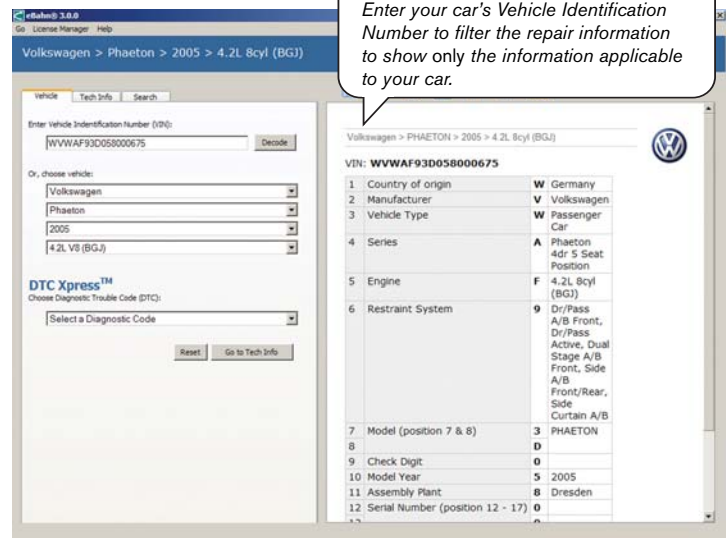 eBahn® 3.0.0
Go License Manager Help
Volkswagen > Phaeton > 2005 > 4.2L 8cyl (BGJ)
Enter your car's Vehicle Identification
Number to filter the repair information
to show only the information applicable
to your car.
Vehicle Tech Info Search
Enter Vehicle Indentification Number (VIN):
WVWAF93D058000675 Decode
Or, choose vehicle:
Volkswagen
Phaeton
2005
4.2L V8 (BGJ)
DTC Xpress™
Choose Diagnostic Trouble Code (DTC):
Select a Diagnostic Code
Reset Go to Tech Info
Volkswagen > PHAETON > 2005 > 4.2L 8cyl (BGJ)
VIN: WVWAF93D058000675
1 Country of origin W Germany
2 Manufacturer V Volkswagen
3 Vehicle Type W Passenger
Car
4 Series A Phaeton
4dr 5 Seat
Position
5 Engine F 4.2L 8cyl
(BGJ)
6 Restraint System 9 Dr/Pass
A/B Front,
Dr/Pass
Active, Dual
Stage A/B
Front, Side
A/B
Front/Rear,
Side
Curtain A/B
7 Model (position 7 & 8) 3 PHAETON
8 D
9 Check Digit 0
10 Model Year 5 2005
11 Assembly Plant 8 Dresden
12 Serial Number (position 12 - 17) 0